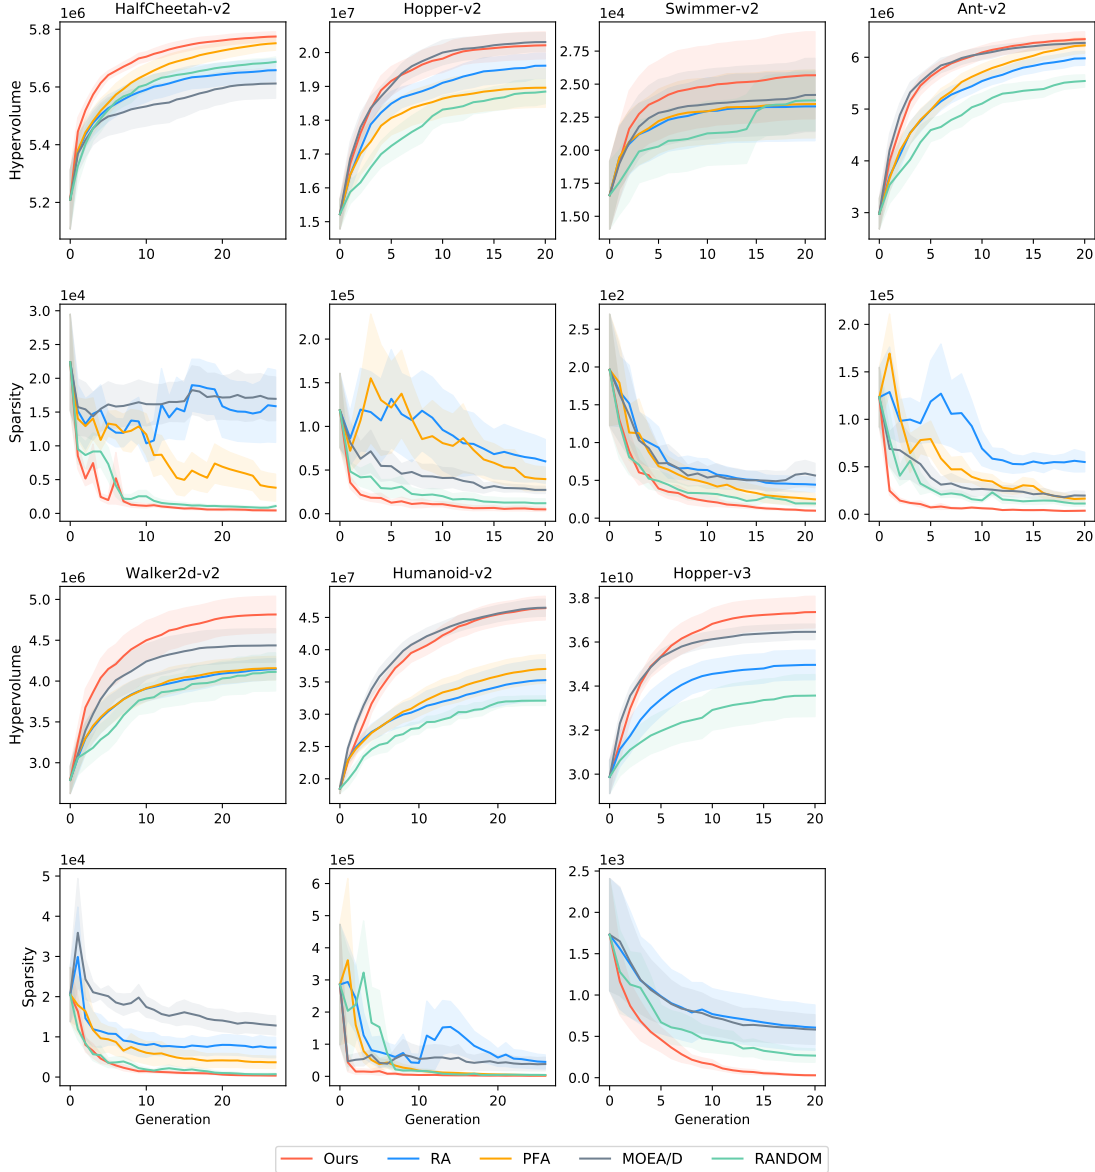 HalfCheetah-v2 Hopper-v2 Swimmer-v2 Ant-v2
1e6 1e7 1e4 1e6
Hypervolume
5.8 5.6 5.4 5.2
0 10 20
2.0 1.9 1.8 1.7 1.6 1.5
0 5 10 15 20
27.5 25.0 22.5 20.0 17.5 15.0
0 5 10 15 20
6 5 4 3
0 5 10 15 20
1e4 1e5 1e2 1e5
Sparsity
3.0 2.5 2.0 1.5 1.0 0.5 0.0
0 10 20
2.0 1.5 1.0 0.5 0.0
0 5 10 15 20
2.5 2.0 1.5 1.0 0.5 0.0
0 5 10 15 20
2.0 1.5 1.0 0.5 0.0
0 5 10 15 20
Walker2d-v2 Humanoid-v2 Hopper-v3
1e6 1e7 1e10
Hypervolume
5.0 4.5 4.0 3.5 3.0
0 10 20
4.5 4.0 3.5 3.0 2.5 2.0
0 10 20
3.8 3.6 3.4 3.2 3.0
0 5 10 15 20
1e4 1e5 1e3
Sparsity
5 4 3 2 1 0
0 10 20
Generation
6 5 4 3 2 1 0
0 10 20
Generation
2.5 2.0 1.5 1.0 0.5 0.0
0 5 10 15 20
Generation
Ours RA PFA MOEA/D RANDOM